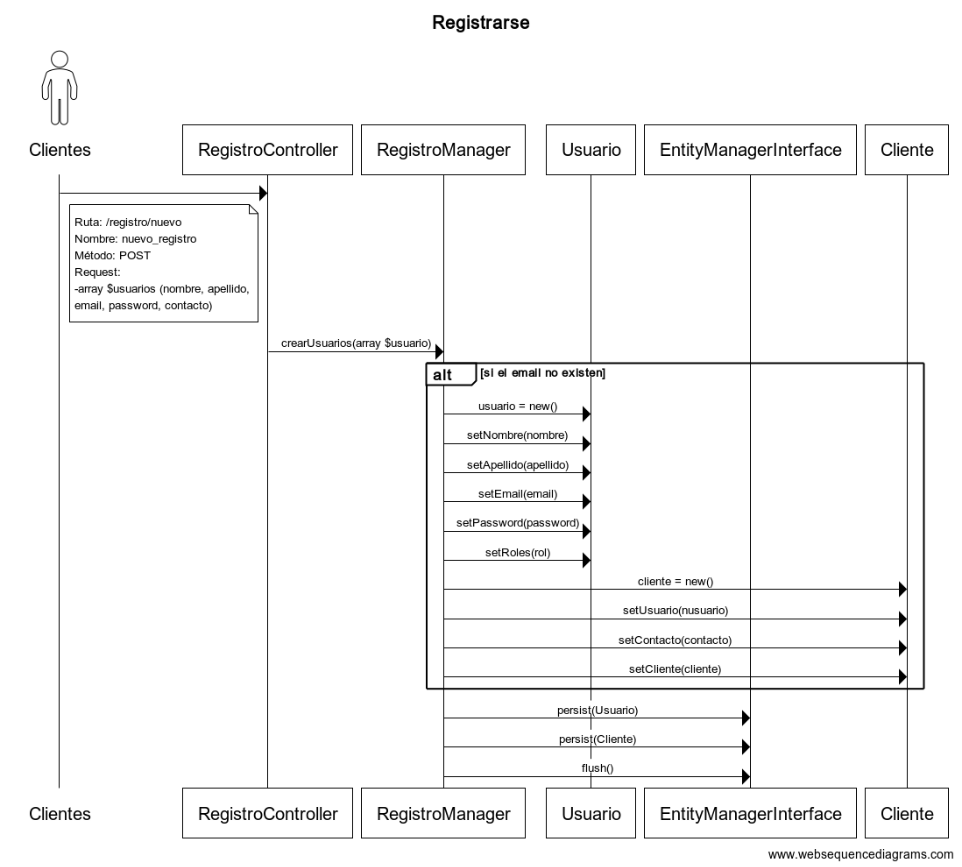 Registrarse
Clientes
RegistroController
RegistroManager
Usuario
EntityManagerInterface
Cliente
Ruta: /registro/nuevo
Nombre: nuevo_registro
Método: POST
Request:
-array $usuarios (nombre, apellido,
email, password, contacto)
crearUsuarios(array $usuario)
alt
[si el email no existen]
usuario = new()
setNombre(nombre)
setApellido(apellido)
setEmail(email)
setPassword(password)
setRoles(rol)
cliente = new()
setUsuario(nusuario)
setContacto(contacto)
setCliente(cliente)
persist(Usuario)
persist(Cliente)
flush()
Clientes
RegistroController
RegistroManager
Usuario
EntityManagerInterface
Cliente
www.websequencediagrams.com